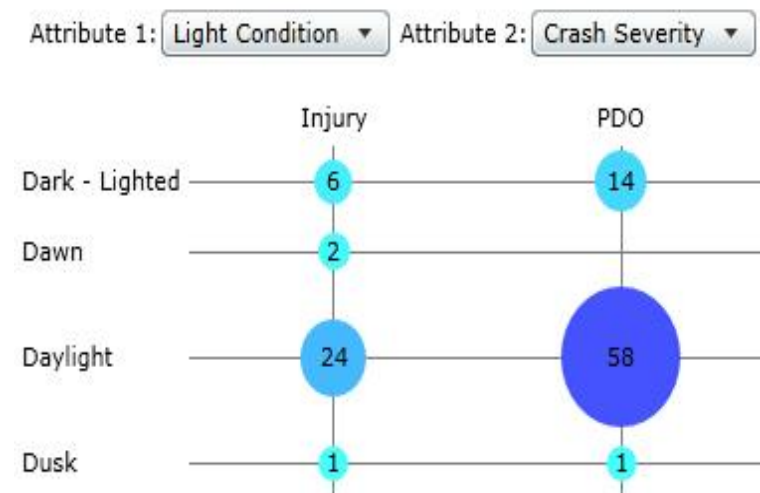 Attribute 1: Light Condition Attribute 2: Crash Severity
Injury PDO
Dark - Lighted 6 14
Dawn 2
Daylight 24 58
Dusk 1 1